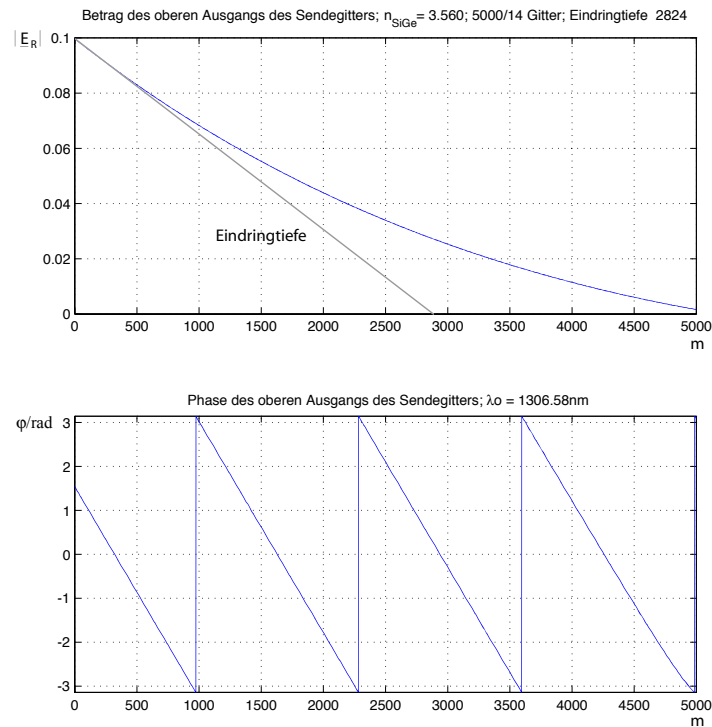 Betrag des oberen Ausgangs des Sendegitters; nSiGe= 3.560; 5000/14 Gitter; Eindringtiefe 2824
|ER|
0.1
0.08
0.06
0.04
0.02
0
Eindringtiefe
0 500 1000 1500 2000 2500 3000 3500 4000 4500 5000
m
Phase des oberen Ausgangs des Sendegitters; λo = 1306.58nm
φ/rad
3
2
1
0
-1
-2
-3
0 500 1000 1500 2000 2500 3000 3500 4000 4500 5000
m